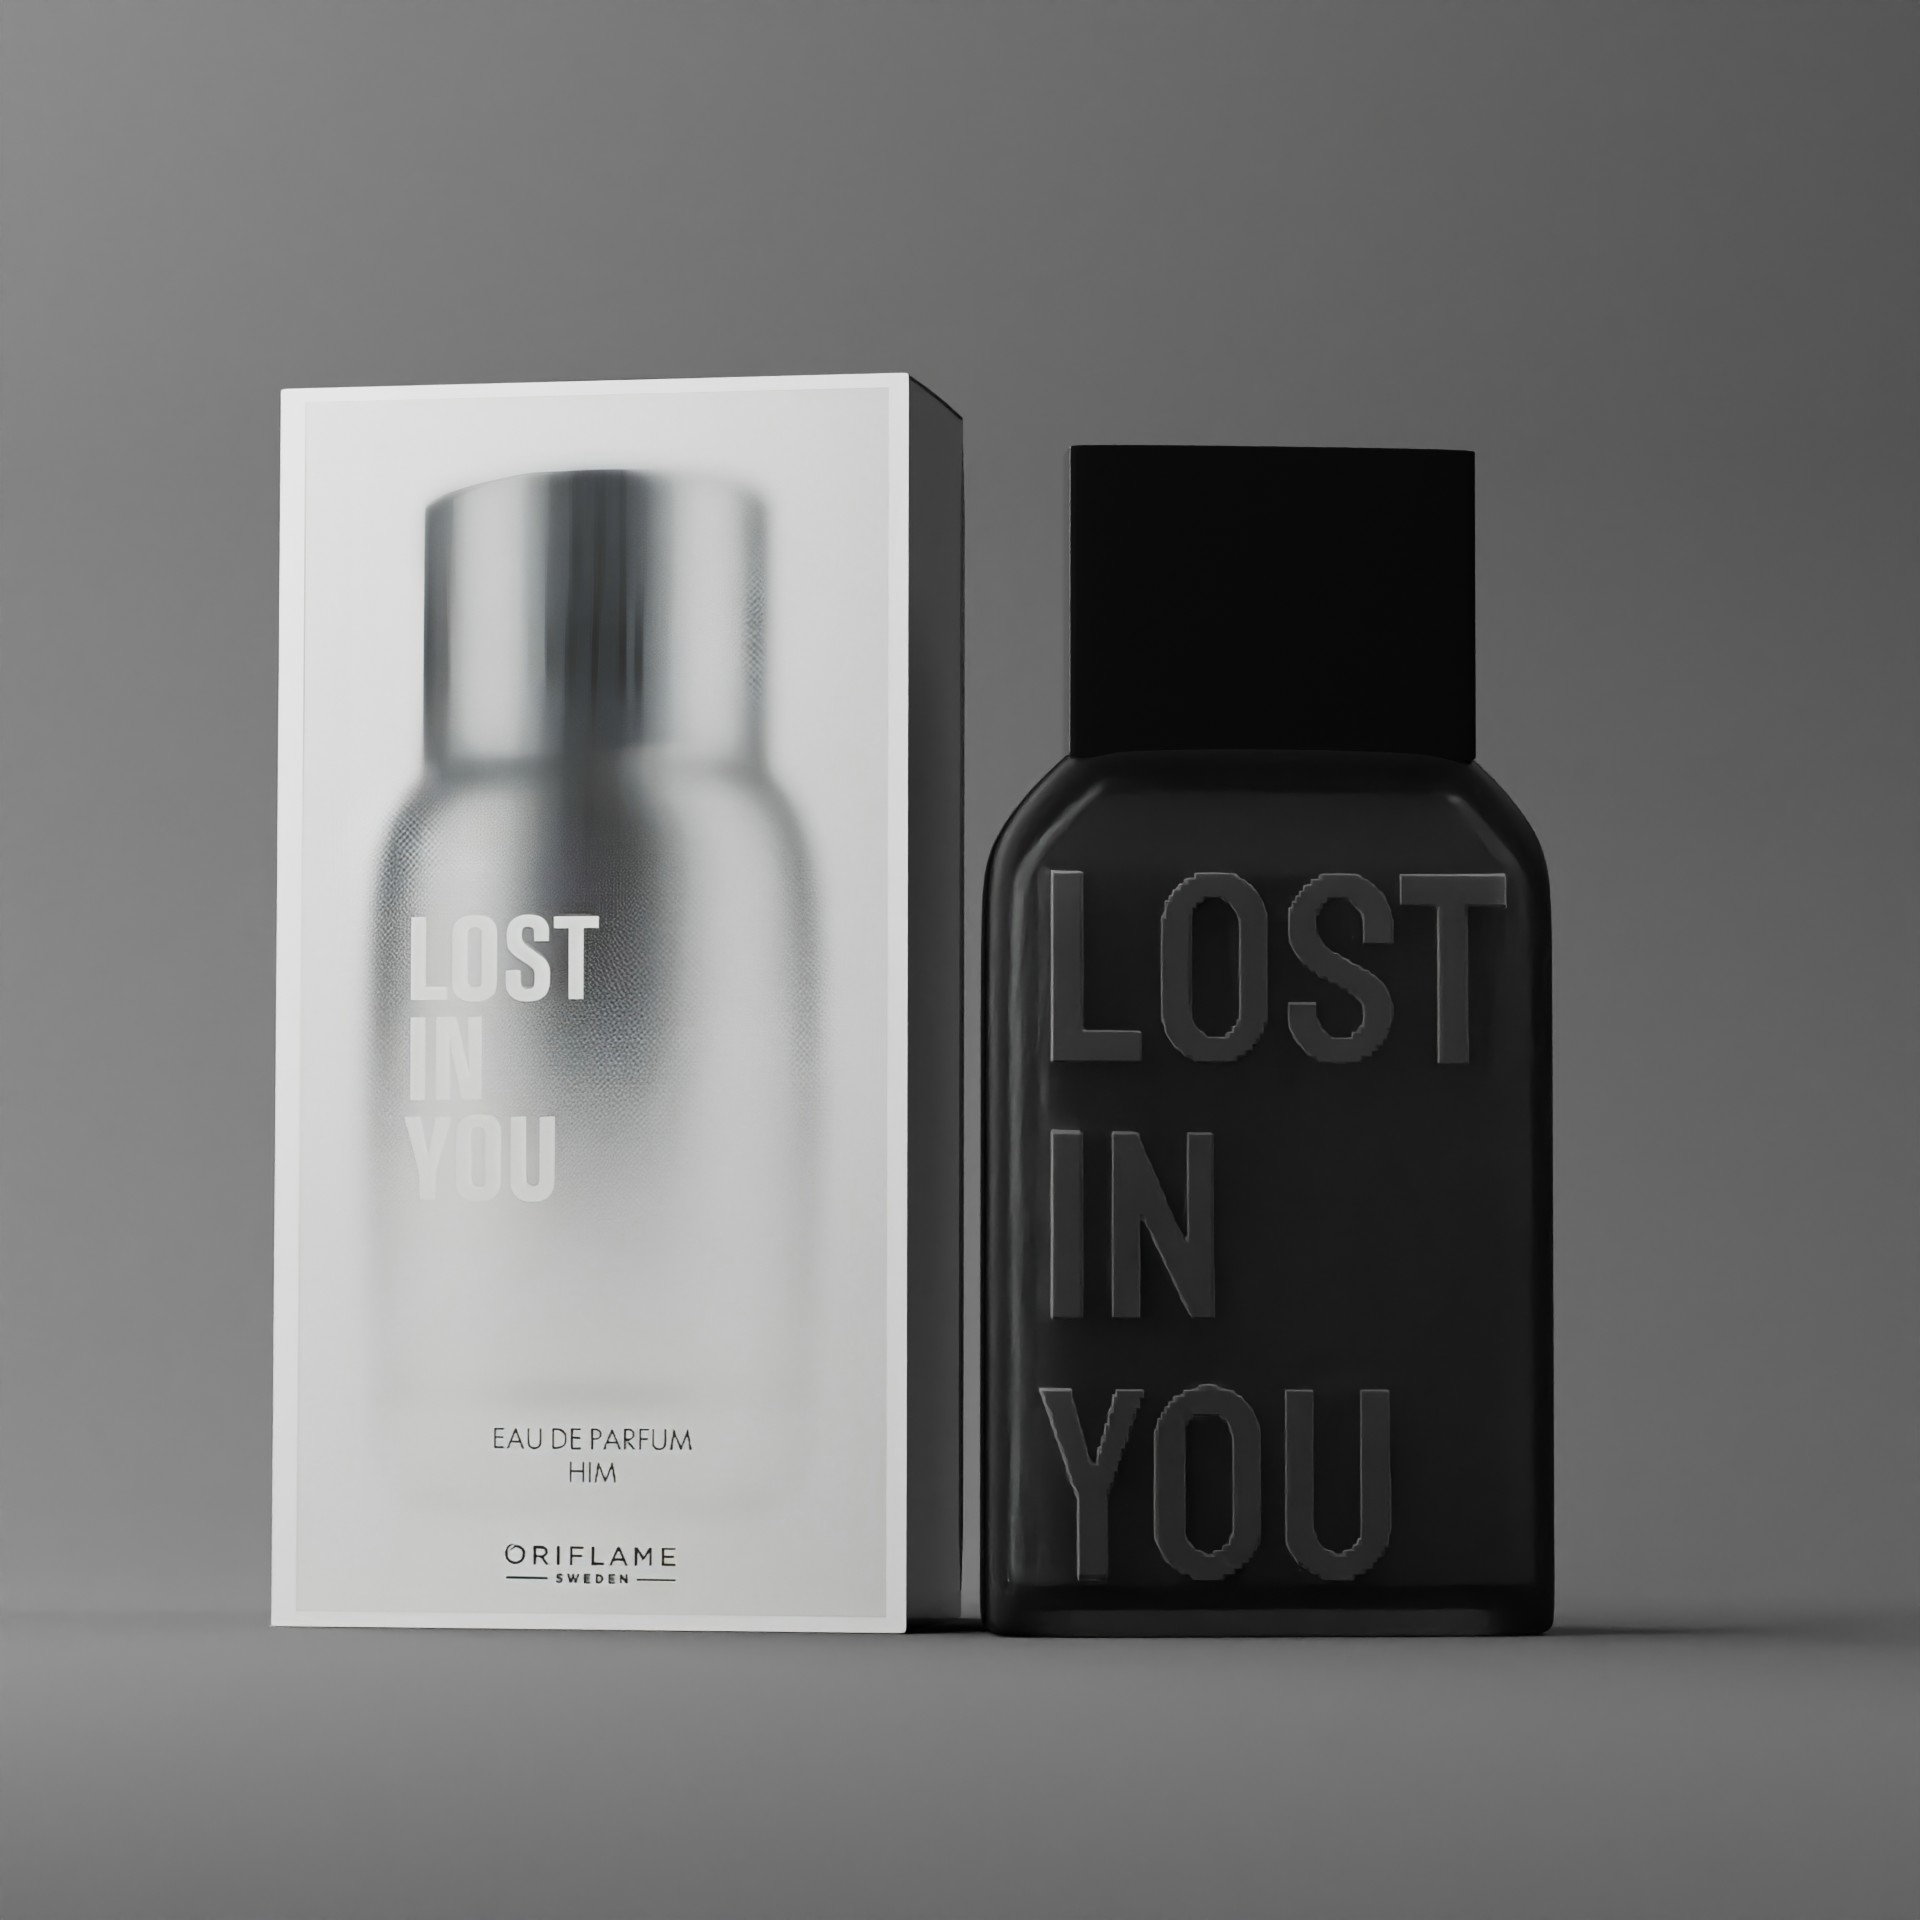 LOST
IN
YOU
EAU DE PARFUM
HIM
ORIFLAME
SWEDEN
LOST
IN
YOU